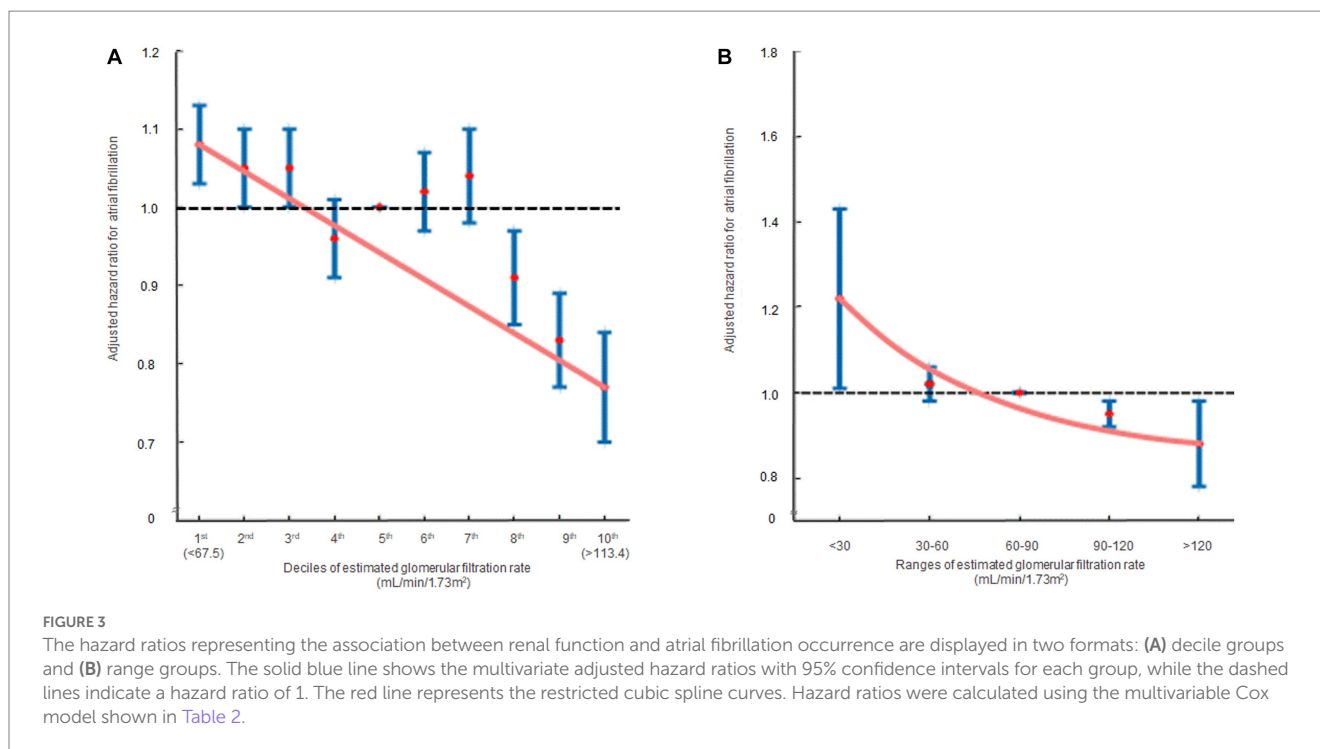 A
1.2
1.1
1.0
0.9
0.8
0.7
0
Adjusted hazard ratio for atrial fibrillation
1st 2nd 3rd 4th 5th 6th 7th 8th 9th 10th
(<67.5) (>113.4)
Deciles of estimated glomerular filtration rate
(mL/min/1.73m²)
B
1.8
1.6
1.4
1.2
1.0
0.8
0
Adjusted hazard ratio for atrial fibrillation
<30 30-60 60-90 90-120 >120
Ranges of estimated glomerular filtration rate
(mL/min/1.73m²)
FIGURE 3
The hazard ratios representing the association between renal function and atrial fibrillation occurrence are displayed in two formats: (A) decile groups
and (B) range groups. The solid blue line shows the multivariate adjusted hazard ratios with 95% confidence intervals for each group, while the dashed
lines indicate a hazard ratio of 1. The red line represents the restricted cubic spline curves. Hazard ratios were calculated using the multivariable Cox
model shown in Table 2.